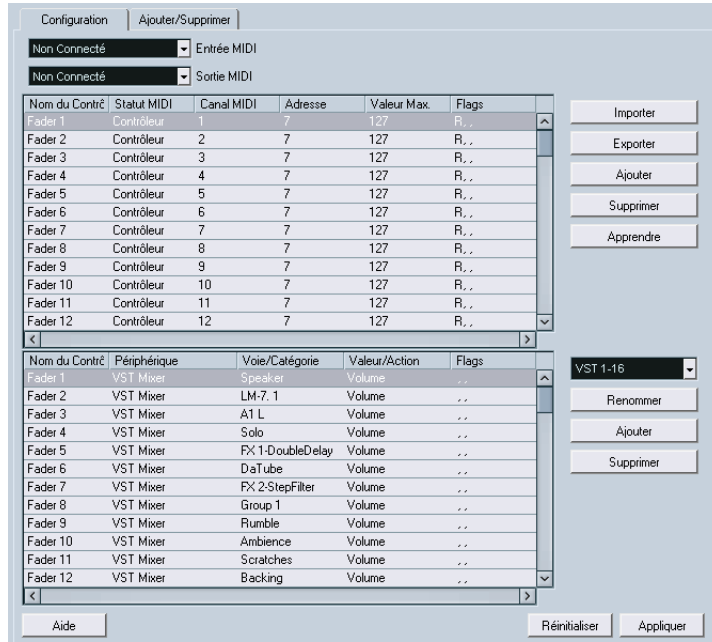 Configuration Ajouter/Supprimer
Non Connecté Entrée MIDI
Non Connecté Sortie MIDI
Nom du Contrô Statut MIDI Canal MIDI Adresse Valeur Max. Flags
Fader 1 Contrôleur 1 7 127 R, ,
Fader 2 Contrôleur 2 7 127 R, ,
Fader 3 Contrôleur 3 7 127 R, ,
Fader 4 Contrôleur 4 7 127 R, ,
Fader 5 Contrôleur 5 7 127 R, ,
Fader 6 Contrôleur 6 7 127 R, ,
Fader 7 Contrôleur 7 7 127 R, ,
Fader 8 Contrôleur 8 7 127 R, ,
Fader 9 Contrôleur 9 7 127 R, ,
Fader 10 Contrôleur 10 7 127 R, ,
Fader 11 Contrôleur 11 7 127 R, ,
Fader 12 Contrôleur 12 7 127 R, ,
Importer
Exporter
Ajouter
Supprimer
Apprendre
Nom du Contrô Périphérique Voie/Catégorie Valeur/Action Flags
Fader 1 VST Mixer Speaker Volume , ,
Fader 2 VST Mixer LM-7. 1 Volume , ,
Fader 3 VST Mixer A1 L Volume , ,
Fader 4 VST Mixer Solo Volume , ,
Fader 5 VST Mixer FX 1-DoubleDelay Volume , ,
Fader 6 VST Mixer DaTube Volume , ,
Fader 7 VST Mixer FX 2-StepFilter Volume , ,
Fader 8 VST Mixer Group 1 Volume , ,
Fader 9 VST Mixer Rumble Volume , ,
Fader 10 VST Mixer Ambience Volume , ,
Fader 11 VST Mixer Scratches Volume , ,
Fader 12 VST Mixer Backing Volume , ,
VST 1-16
Renommer
Ajouter
Supprimer
Aide Réinitialiser Appliquer